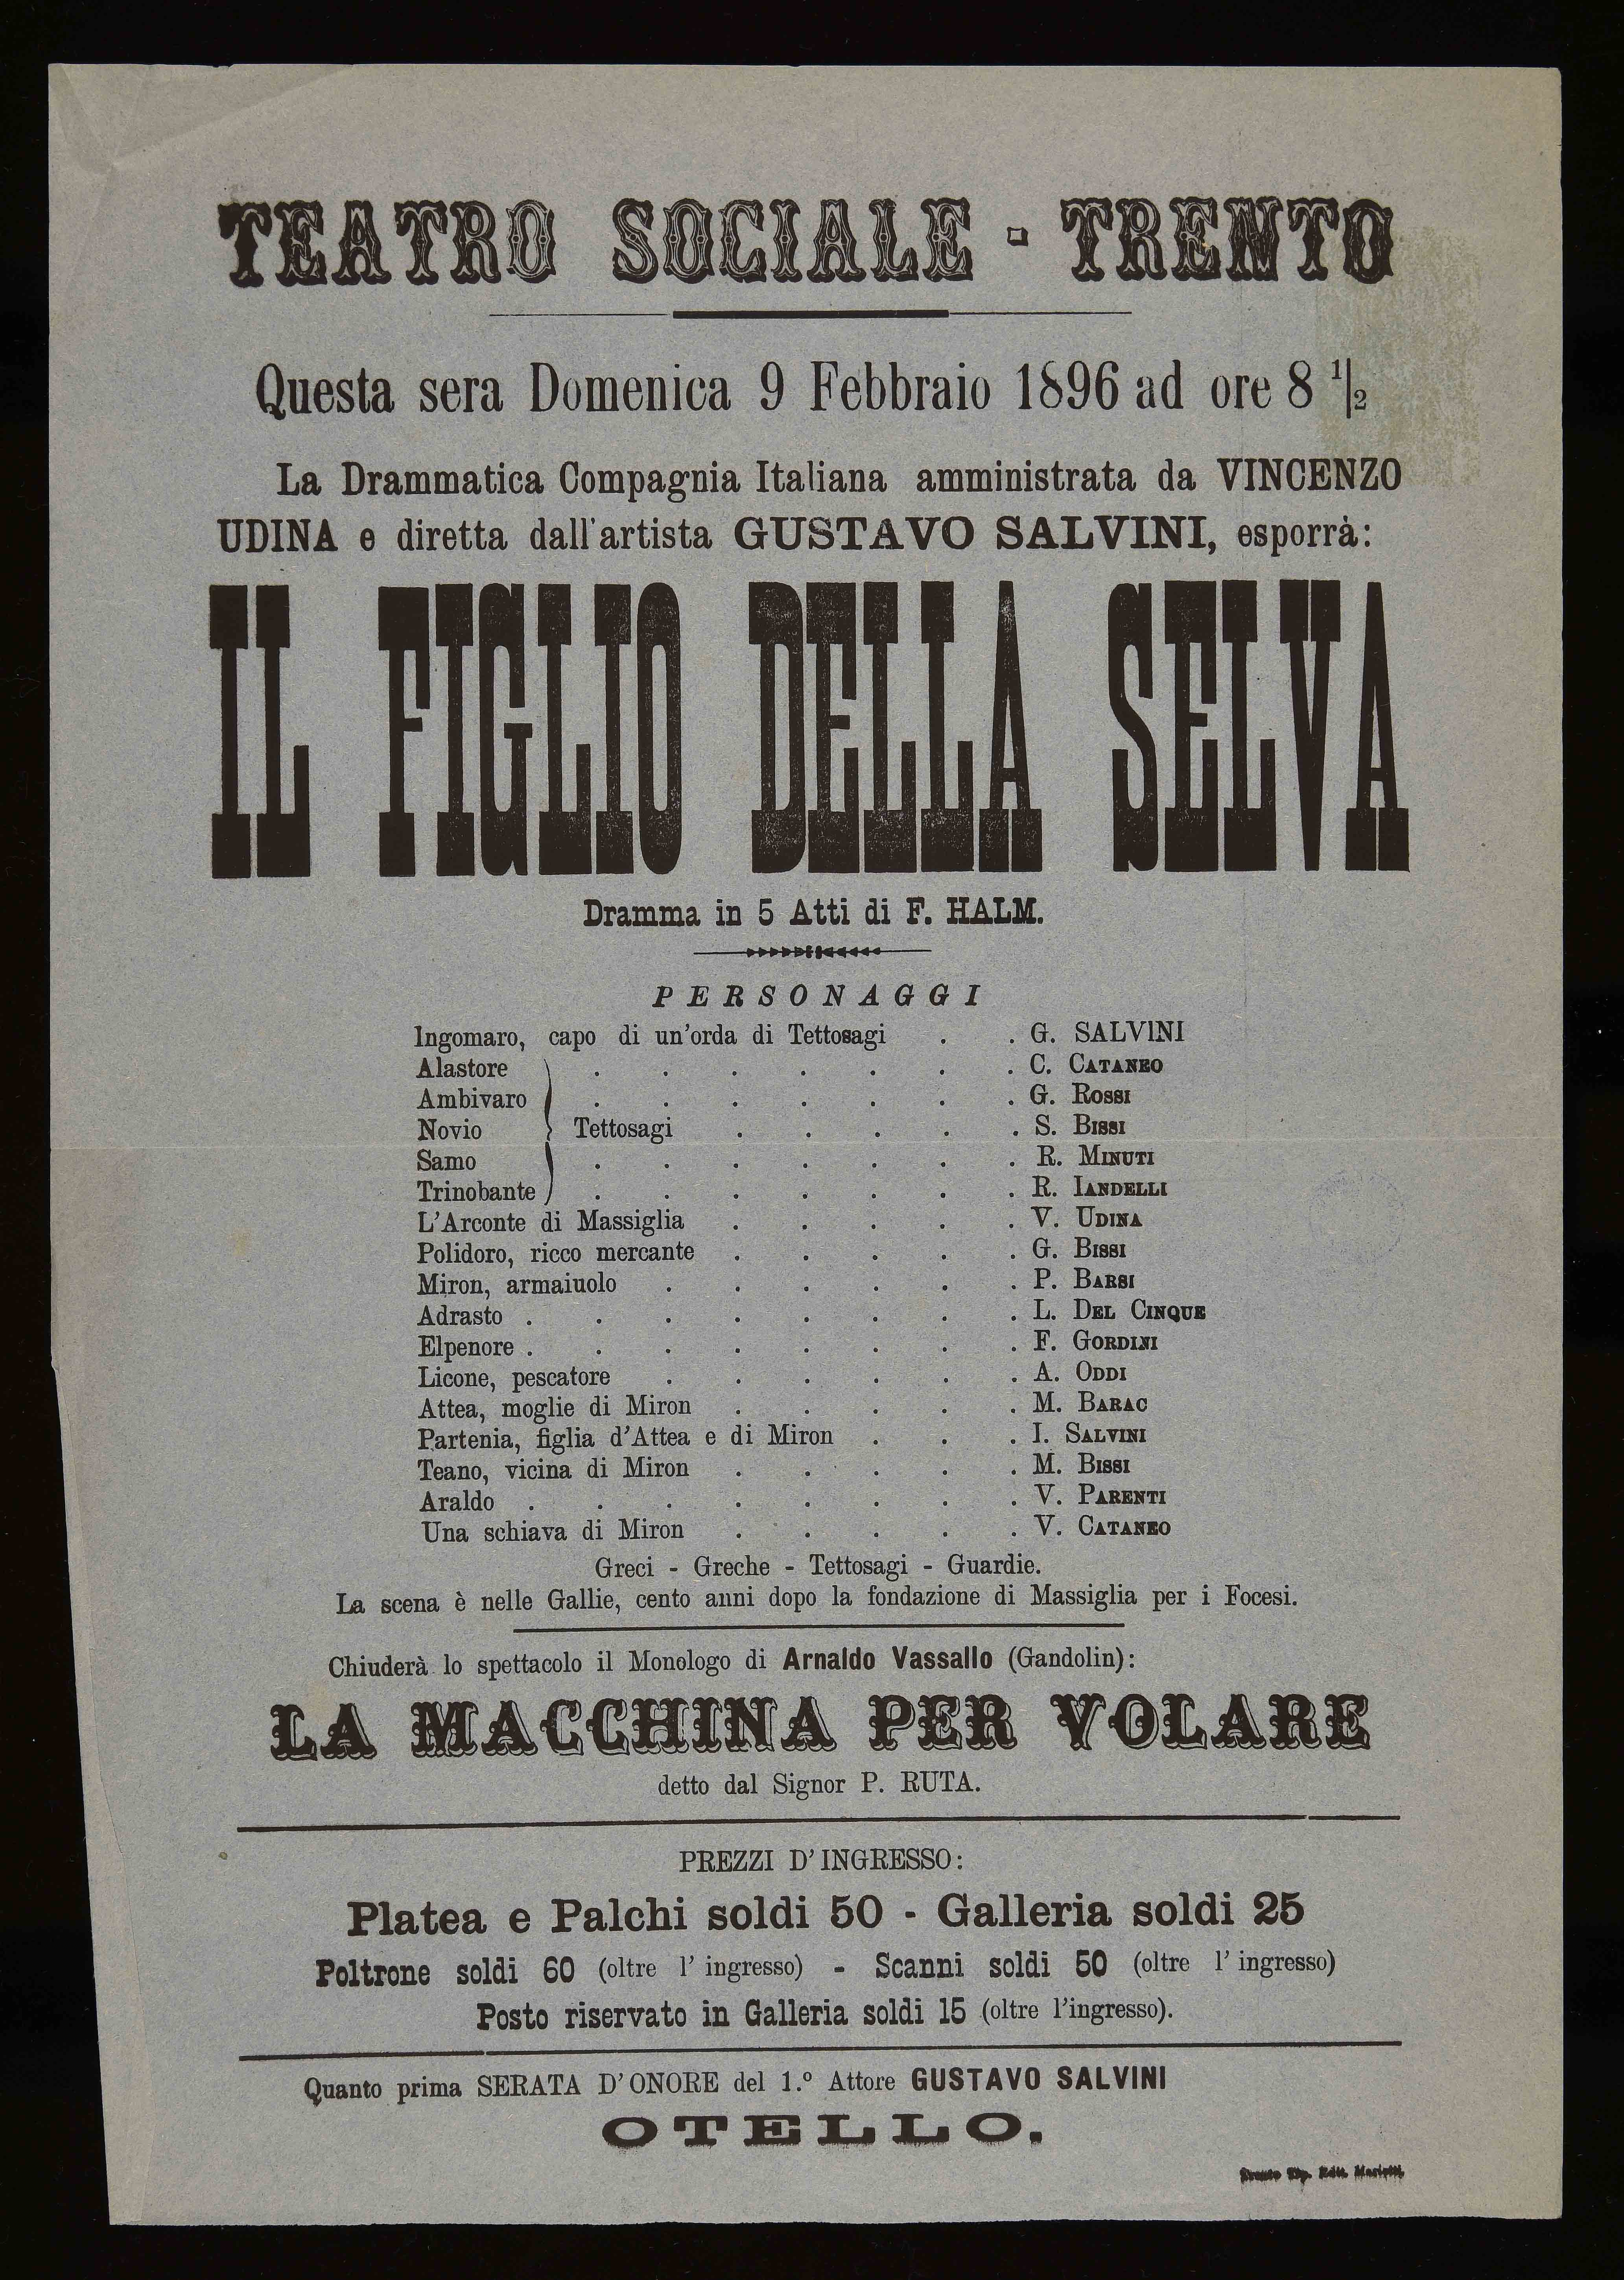 TEATRO SOCIALE - TRENTO
Questa sera Domenica 9 Febbraio 1896 ad ore 8 1/2
La Drammatica Compagnia Italiana amministrata da VINCENZO
UDINA e diretta dall'artista GUSTAVO SALVINI, esporrà:
IL FIGLIO DELLA SELVA
Dramma in 5 Atti di F. HALM.
PERSONAGGI
Ingomaro, capo di un'orda di Tettosagi . . G. SALVINI
Alastore . . . . . . . C. CATANEO
Ambivaro . . . . . . . G. ROSSI
Novio Tettosagi . . . . . S. BISSI
Samo . . . . . . . R. MINUTI
Trinobante . . . . . . . R. IANDELLI
L'Arconte di Massiglia . . . . . V. UDINA
Polidoro, ricco mercante . . . . . G. BISSI
Miron, armaiuolo . . . . . . P. BARSI
Adrasto . . . . . . . . L. DEL CINQUE
Elpenore . . . . . . . . F. GORDINI
Licone, pescatore . . . . . . A. ODDI
Attea, moglie di Miron . . . . . M. BARAC
Partenia, figlia d'Attea e di Miron . . . I. SALVINI
Teano, vicina di Miron . . . . . M. BISSI
Araldo . . . . . . . . V. PARENTI
Una schiava di Miron . . . . . V. CATANEO
Greci - Greche - Tettosagi - Guardie.
La scena è nelle Gallie, cento anni dopo la fondazione di Massiglia per i Focesi.
Chiuderà lo spettacolo il Monologo di Arnaldo Vassallo (Gandolin):
LA MACCHINA PER VOLARE
detto dal Signor P. RUTA.
PREZZI D'INGRESSO:
Platea e Palchi soldi 50 - Galleria soldi 25
Poltrone soldi 60 (oltre l'ingresso) - Scanni soldi 50 (oltre l'ingresso)
Posto riservato in Galleria soldi 15 (oltre l'ingresso).
Quanto prima SERATA D'ONORE del 1.º Attore GUSTAVO SALVINI
OTELLO.
Trento Tip. Edit. Marietti.